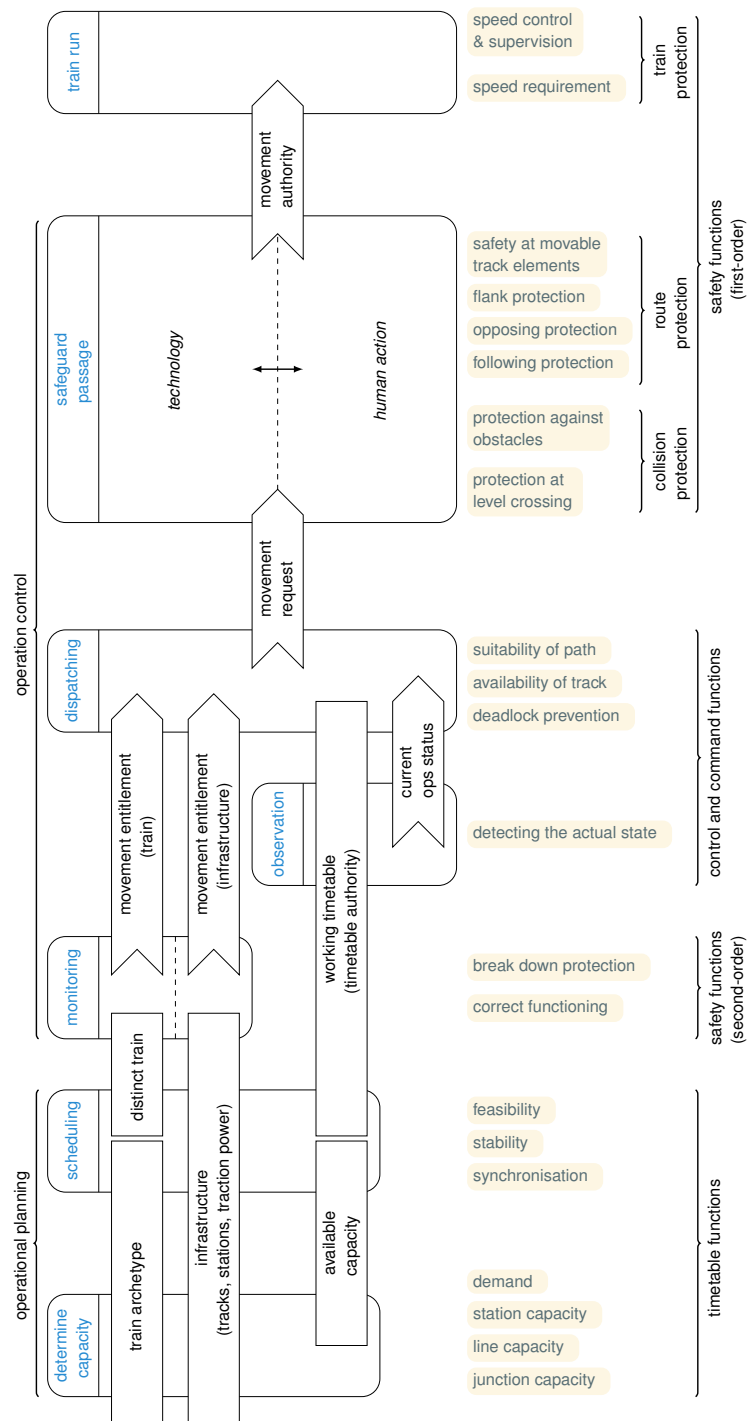 train run
speed control
& supervision
speed requirement
train
protection
movement
authority
safeguard
passage
technology
human action
safety at movable
track elements
flank protection
opposing protection
following protection
route
protection
protection against
obstacles
protection at
level crossing
collision
protection
safety functions
(first-order)
operation control
movement
request
dispatching
suitability of path
availability of track
deadlock prevention
movement entitlement
(train)
movement entitlement
(infrastructure)
current
ops status
observation
detecting the actual state
control and command functions
working timetable
(timetable authority)
monitoring
break down protection
correct functioning
safety functions
(second-order)
operational planning
distinct train
scheduling
feasibility
stability
synchronisation
train archetype
infrastructure
(tracks, stations, traction power)
available
capacity
determine
capacity
demand
station capacity
line capacity
junction capacity
timetable functions